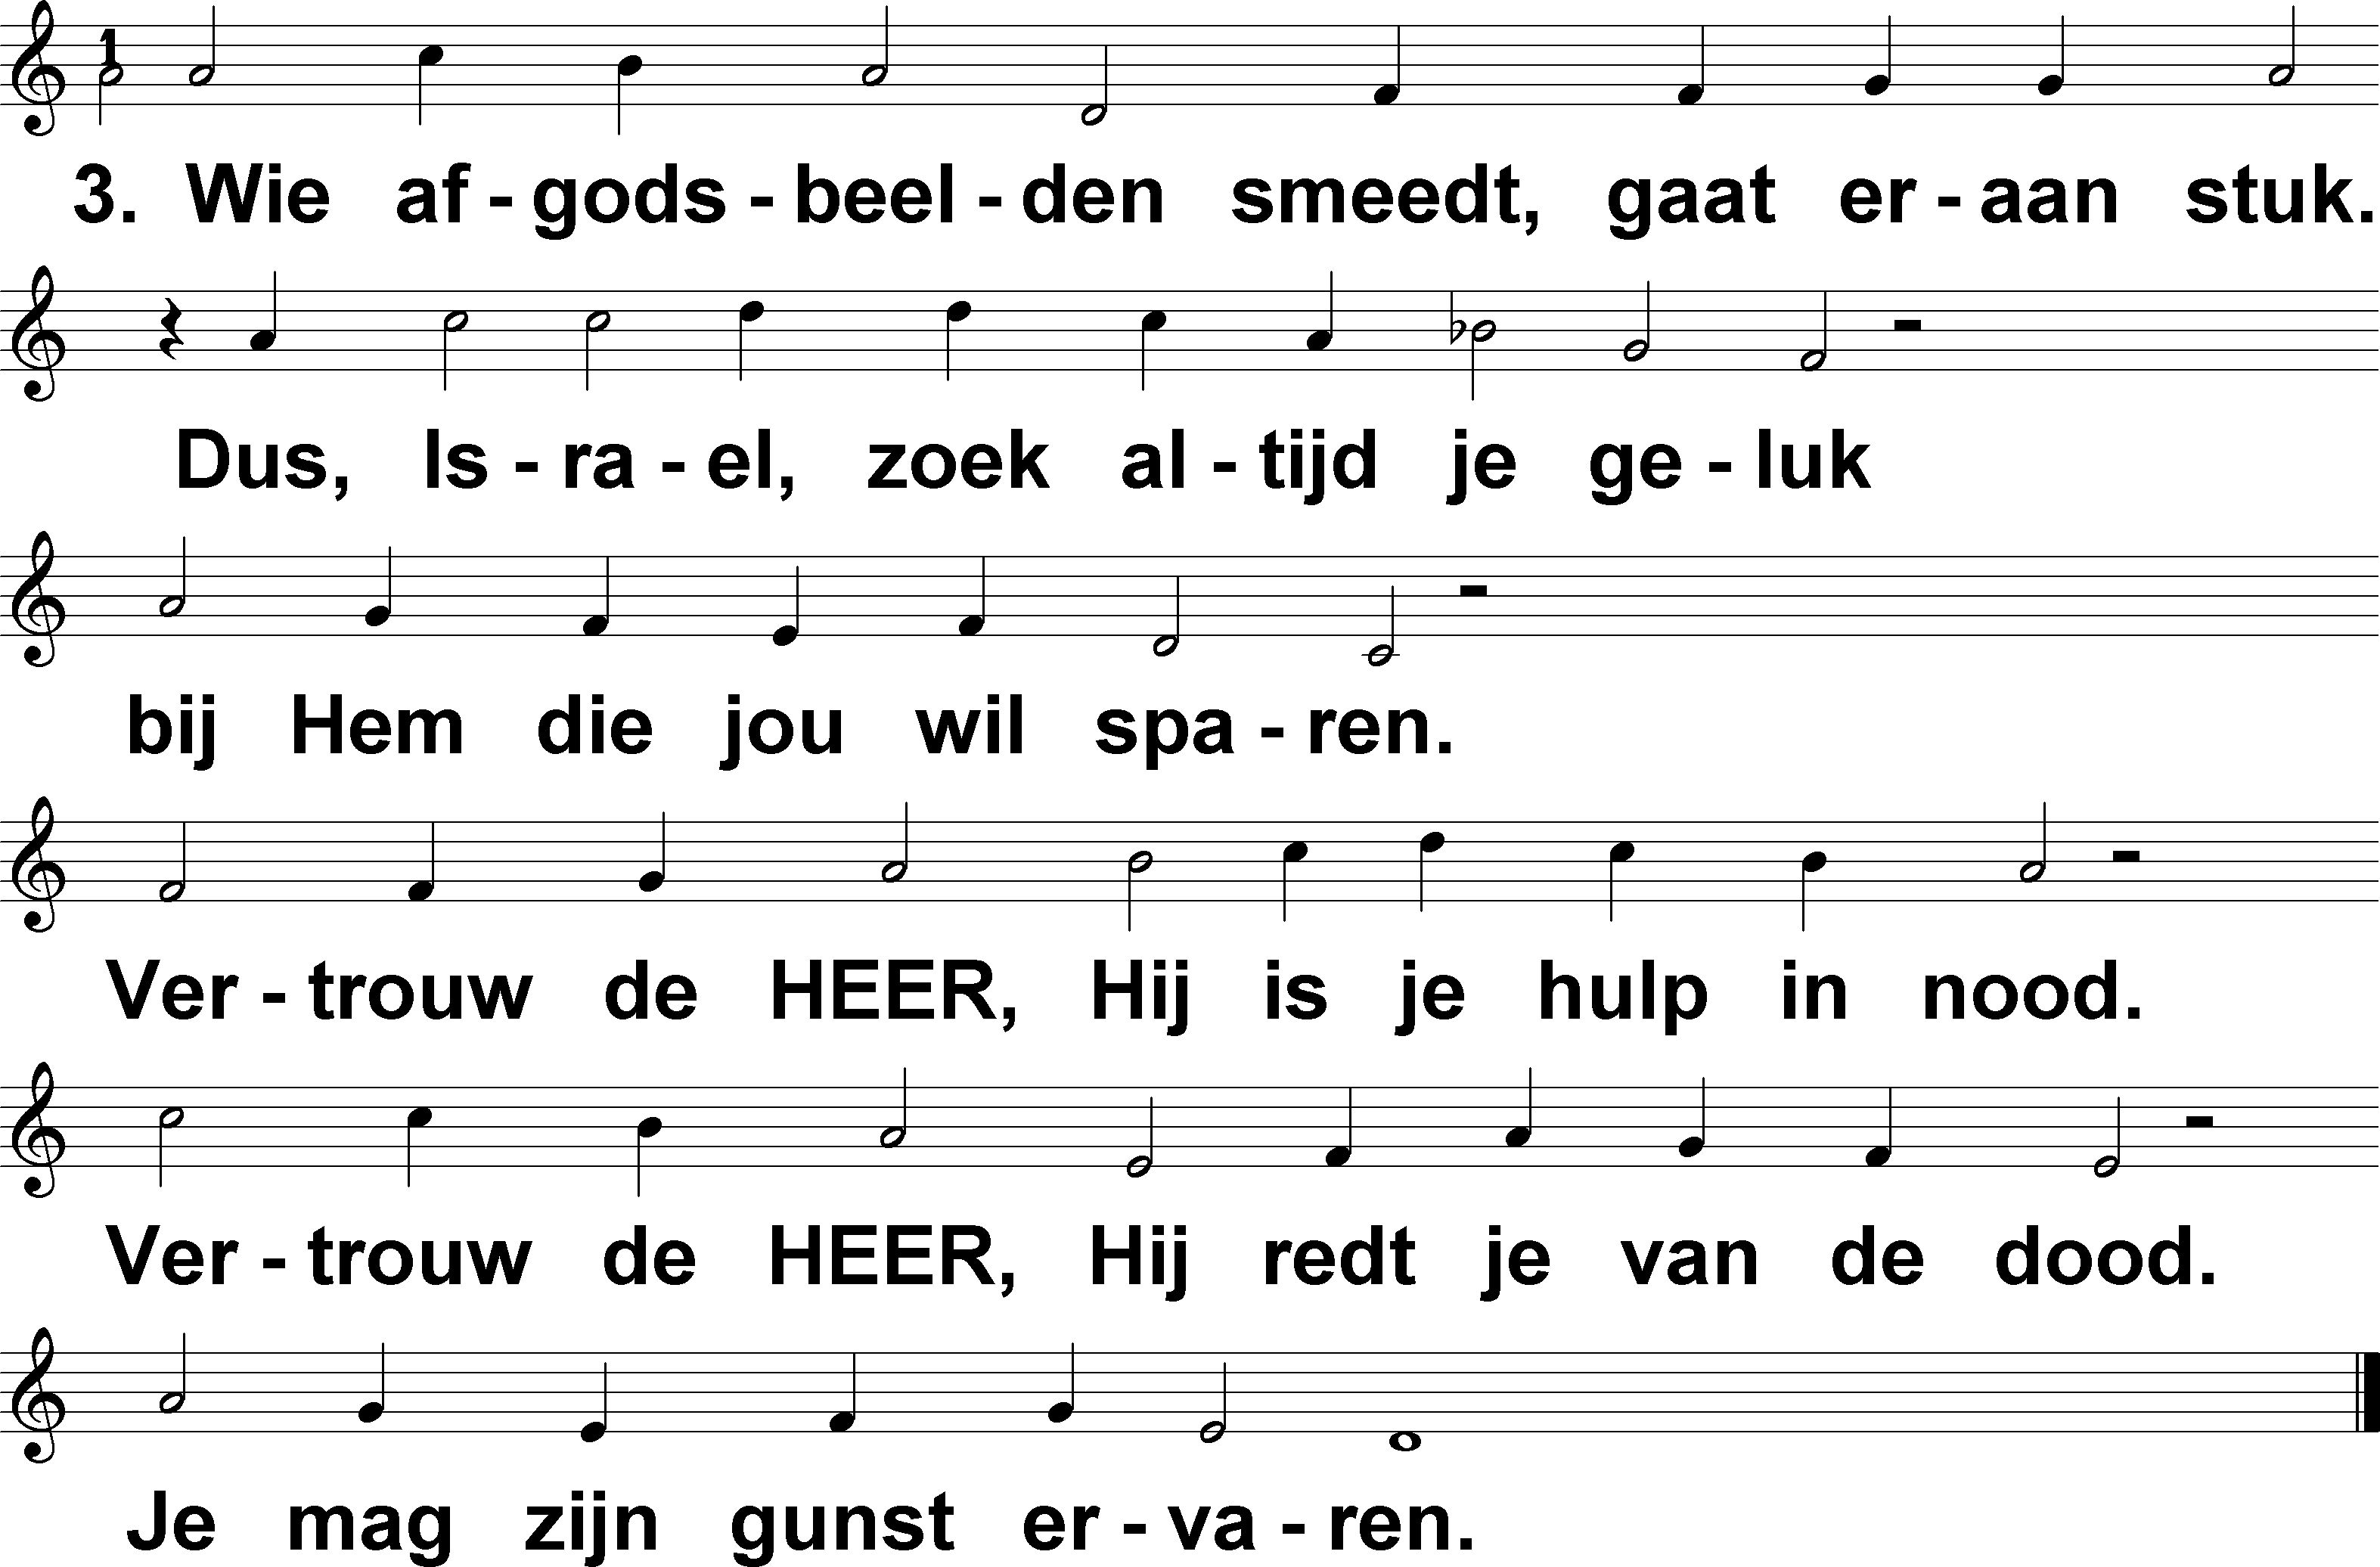 1
3. Wie af - gods - beel - den smeedt, gaat er - aan stuk.
Dus, Is - ra - el, zoek al - tijd je ge - luk
bij Hem die jou wil spa - ren.
Ver - trouw de HEER, Hij is je hulp in nood.
Ver - trouw de HEER, Hij redt je van de dood.
Je mag zijn gunst er - va - ren.